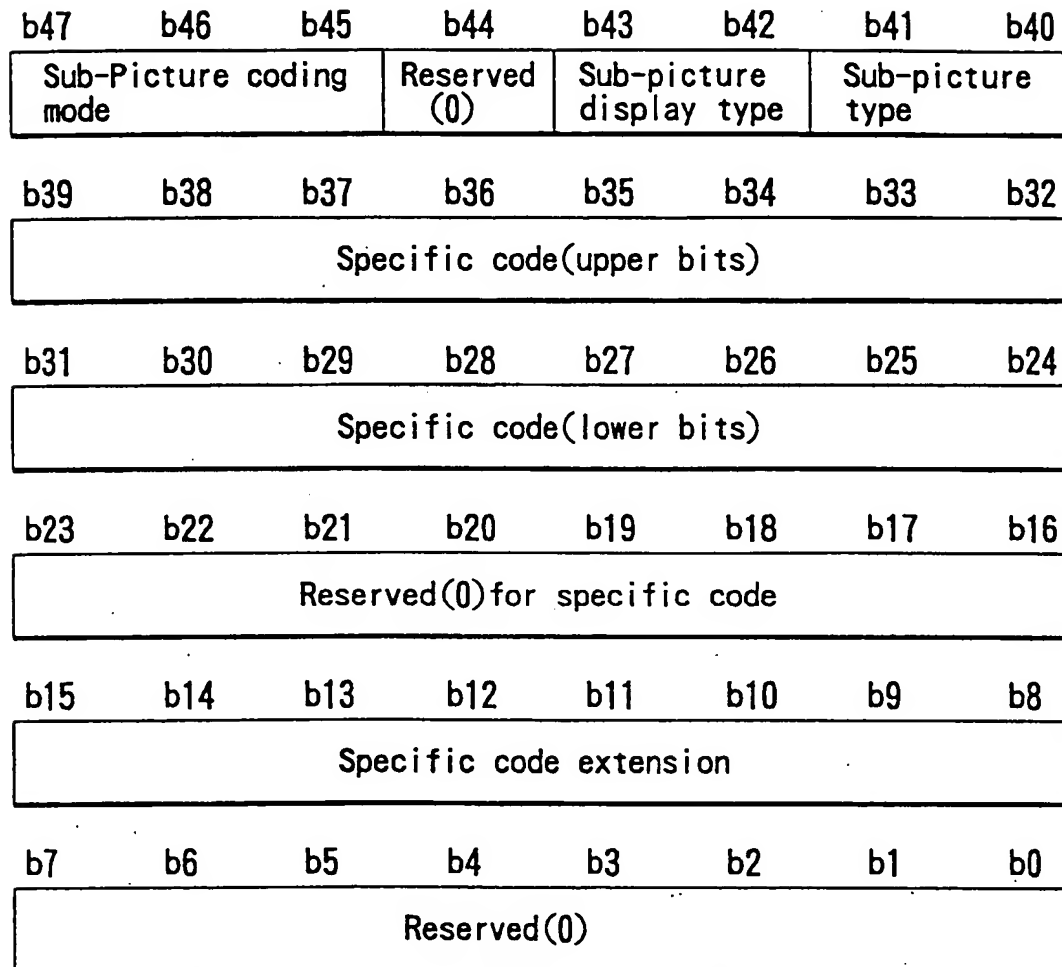 b47 b46 b45 b44 b43 b42 b41 b40
Sub-Picture coding mode Reserved (0) Sub-picture display type Sub-picture type
b39 b38 b37 b36 b35 b34 b33 b32
Specific code(upper bits)
b31 b30 b29 b28 b27 b26 b25 b24
Specific code(lower bits)
b23 b22 b21 b20 b19 b18 b17 b16
Reserved(0)for specific code
b15 b14 b13 b12 b11 b10 b9 b8
Specific code extension
b7 b6 b5 b4 b3 b2 b1 b0
Reserved(0)